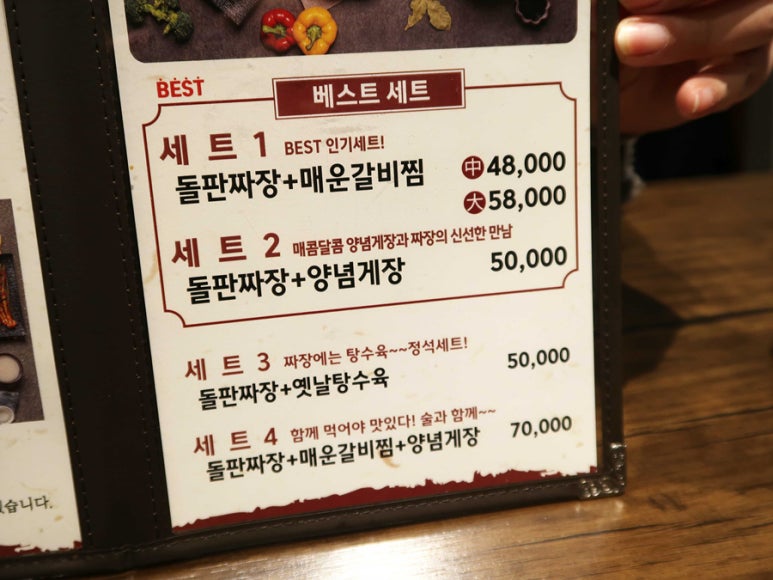 BEST
베스트 세트
세 트 1 BEST 인기세트!
돌판짜장+매운갈비찜 中 48,000
大 58,000
세 트 2 매콤달콤 양념게장과 짜장의 신선한 만남
돌판짜장+양념게장 50,000
세 트 3 짜장에는 탕수육~~정석세트!
돌판짜장+옛날탕수육 50,000
세 트 4 함께 먹어야 맛있다! 술과 함께~~
돌판짜장+매운갈비찜+양념게장 70,000
습니다.